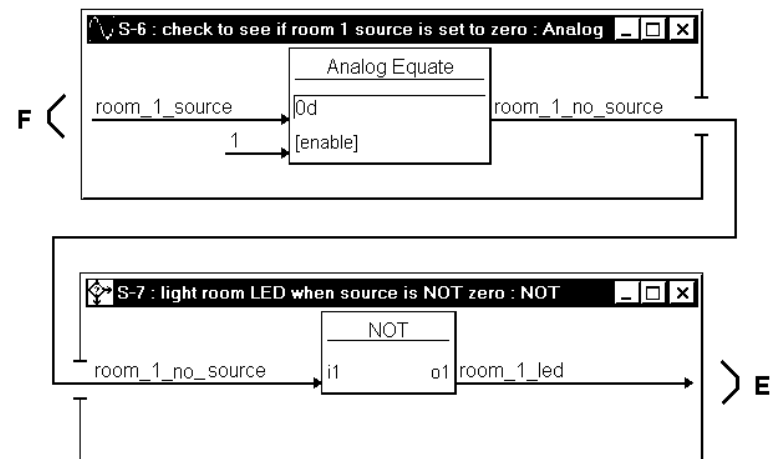 S-6 : check to see if room 1 source is set to zero : Analog
Analog Equate
F
room_1_source
0d
room_1_no_source
1
[enable]
S-7 : light room LED when source is NOT zero : NOT
NOT
room_1_no_source
i1
o1
room_1_led
E